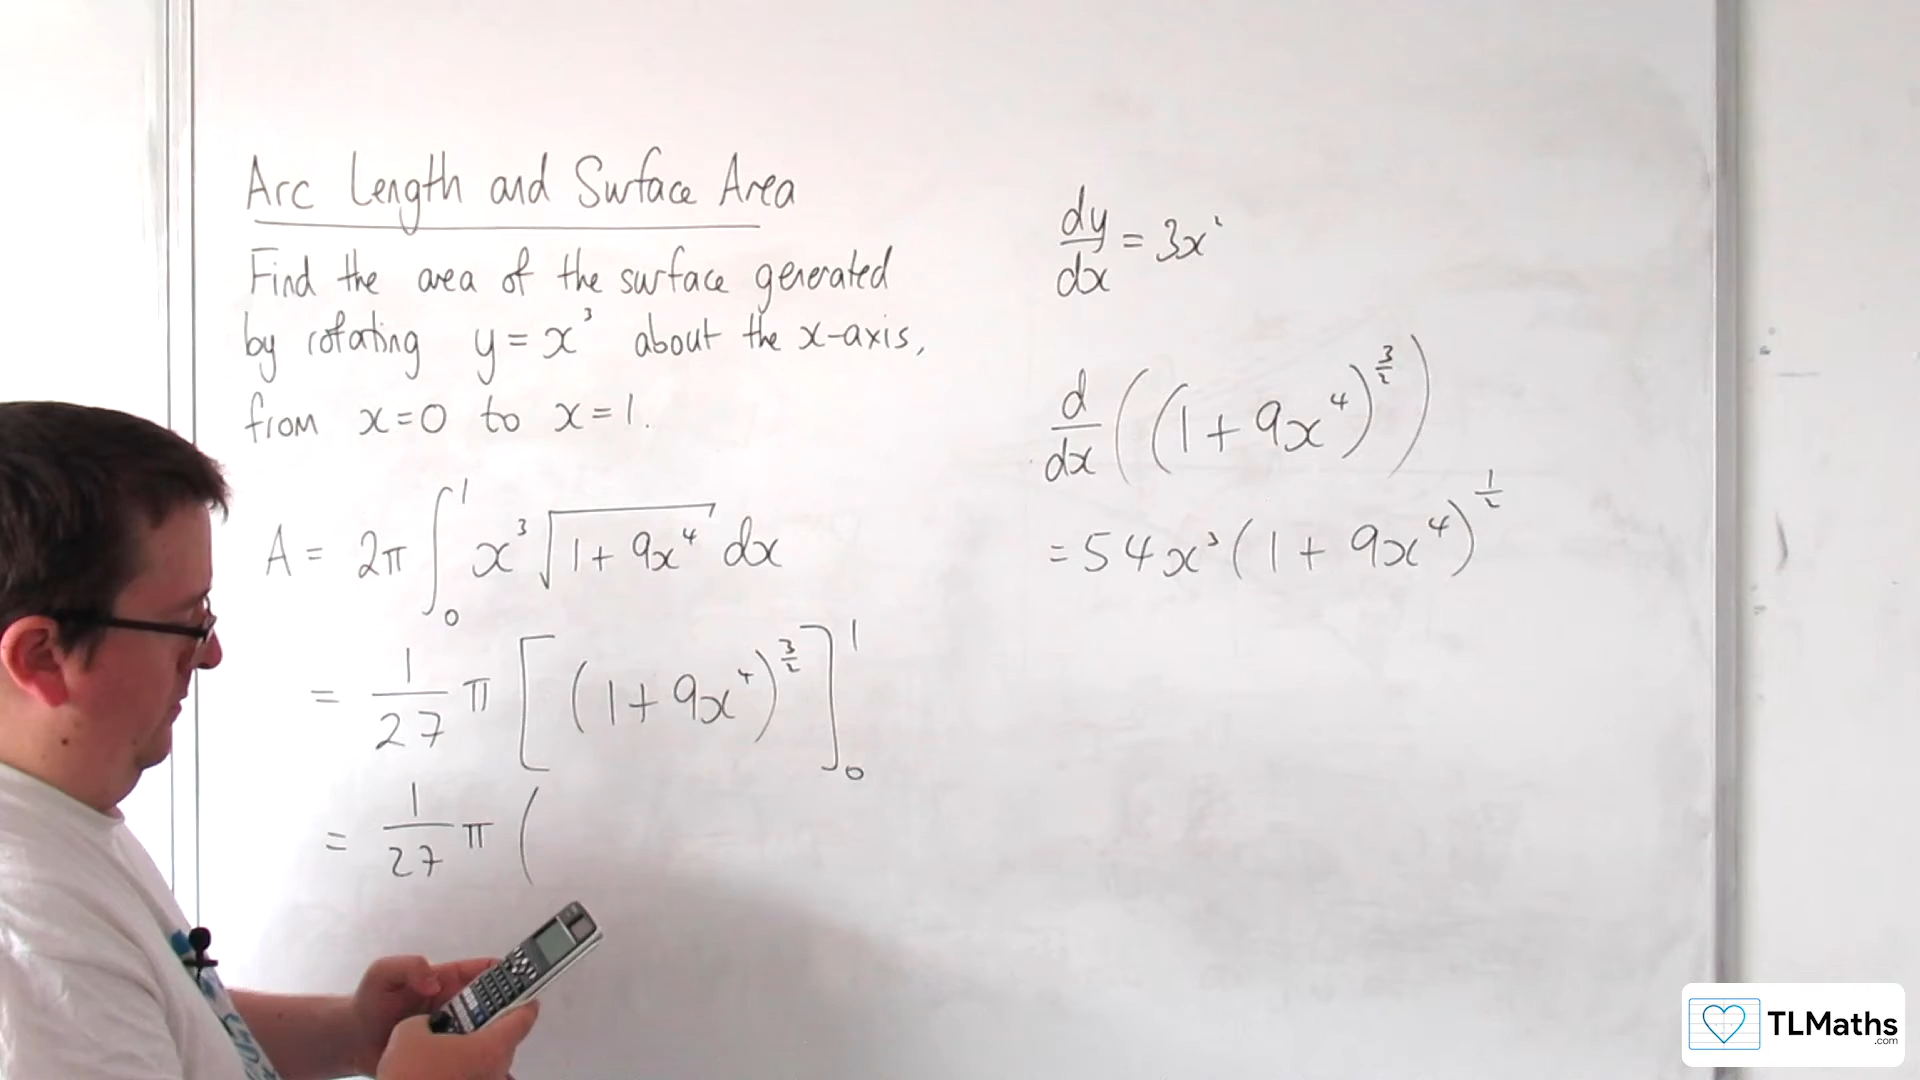 Arc Length and Surface Area
Find the area of the surface generated
by rotating y = x³ about the x-axis,
from x=0 to x=1.
A = 2π ∫₀¹ x³ √(1 + 9x⁴) dx
= 1/27 π [(1+9x⁴)^(3/2)]₀¹
= 1/27 π (
dy/dx = 3x²
d/dx ((1 + 9x⁴)^(3/2))
= 54x³ (1 + 9x⁴)^(1/2)
TLMaths
.com